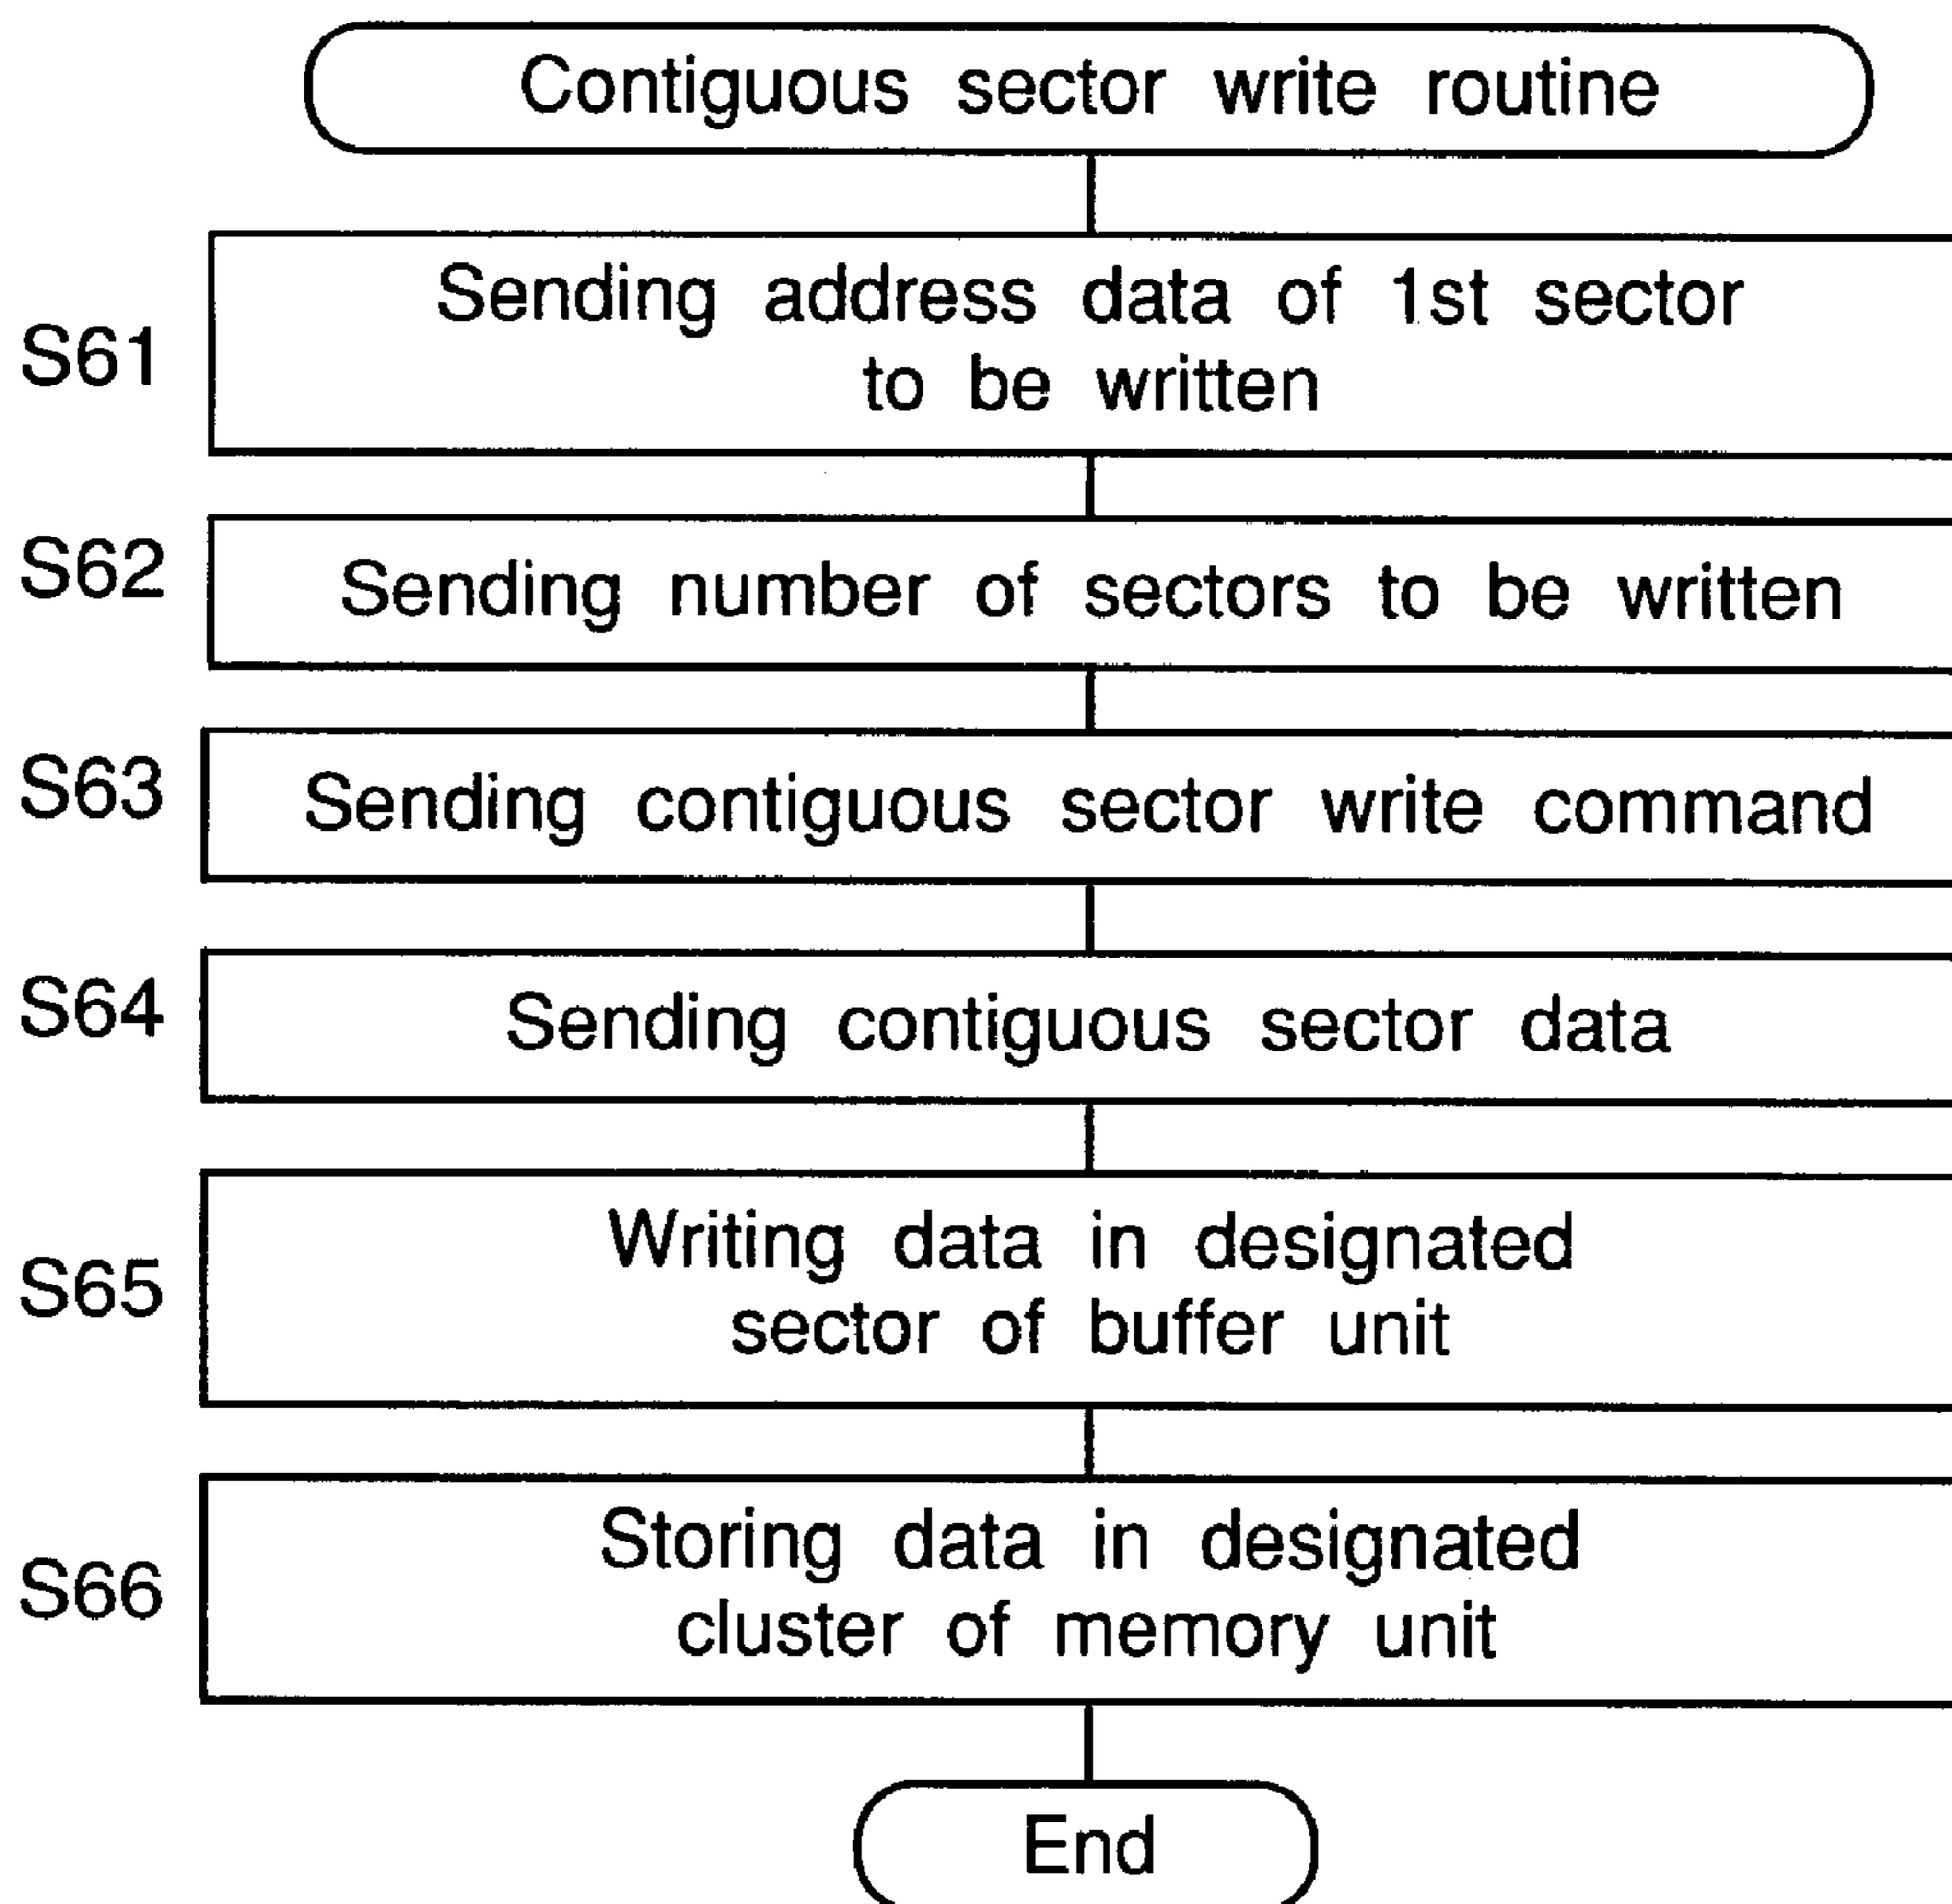 Contiguous sector write routine
S61
Sending address data of 1st sector
to be written
S62
Sending number of sectors to be written
S63
Sending contiguous sector write command
S64
Sending contiguous sector data
S65
Writing data in designated
sector of buffer unit
S66
Storing data in designated
cluster of memory unit
End